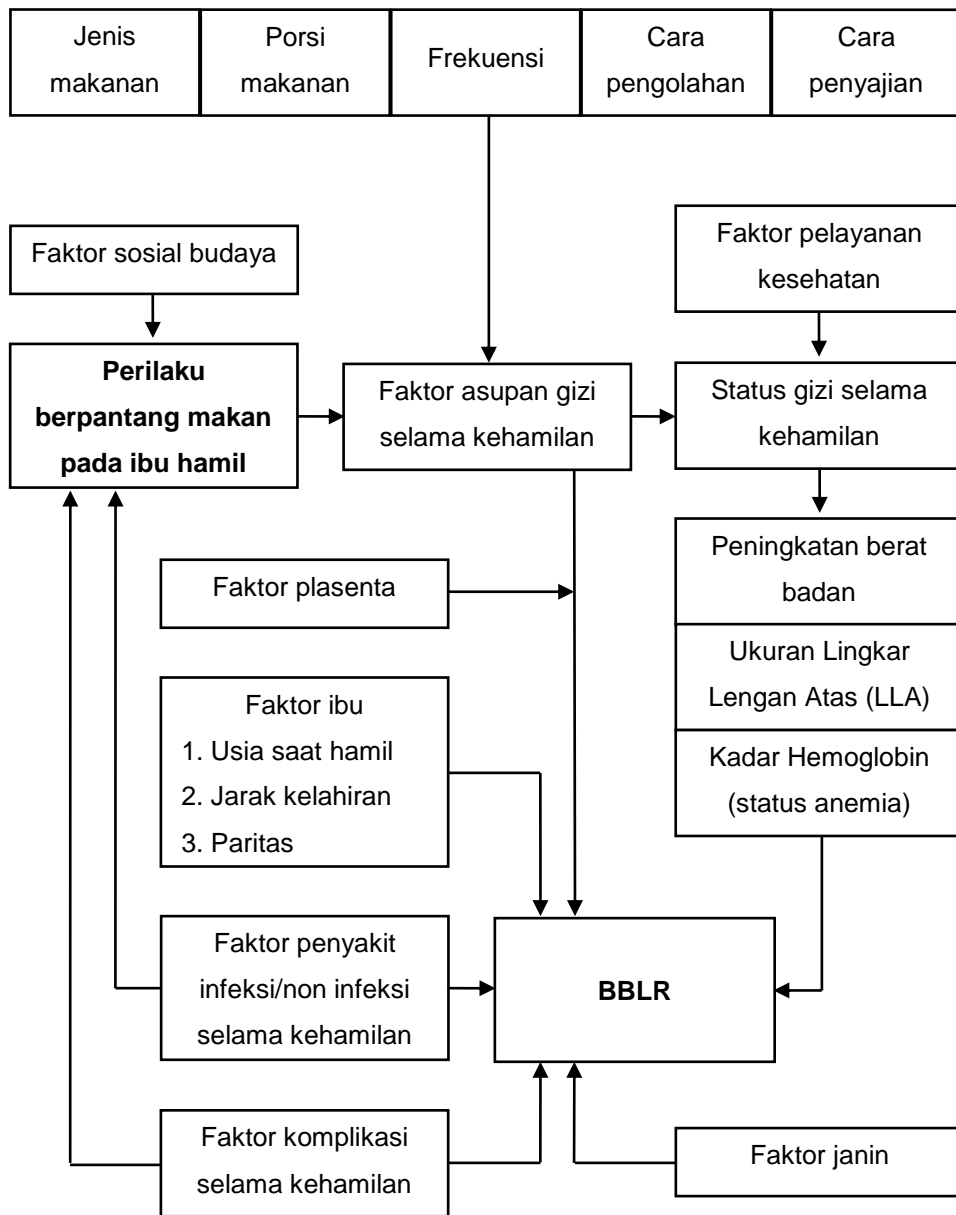 Jenis
makanan
Porsi
makanan
Frekuensi
Cara
pengolahan
Cara
penyajian
Faktor sosial budaya
Faktor pelayanan
kesehatan
Perilaku
berpantang makan
pada ibu hamil
Faktor asupan gizi
selama kehamilan
Status gizi selama
kehamilan
Peningkatan berat
badan
Faktor plasenta
Ukuran Lingkar
Lengan Atas (LLA)
Faktor ibu
1. Usia saat hamil
2. Jarak kelahiran
3. Paritas
Kadar Hemoglobin
(status anemia)
Faktor penyakit
infeksi/non infeksi
selama kehamilan
BBLR
Faktor komplikasi
selama kehamilan
Faktor janin